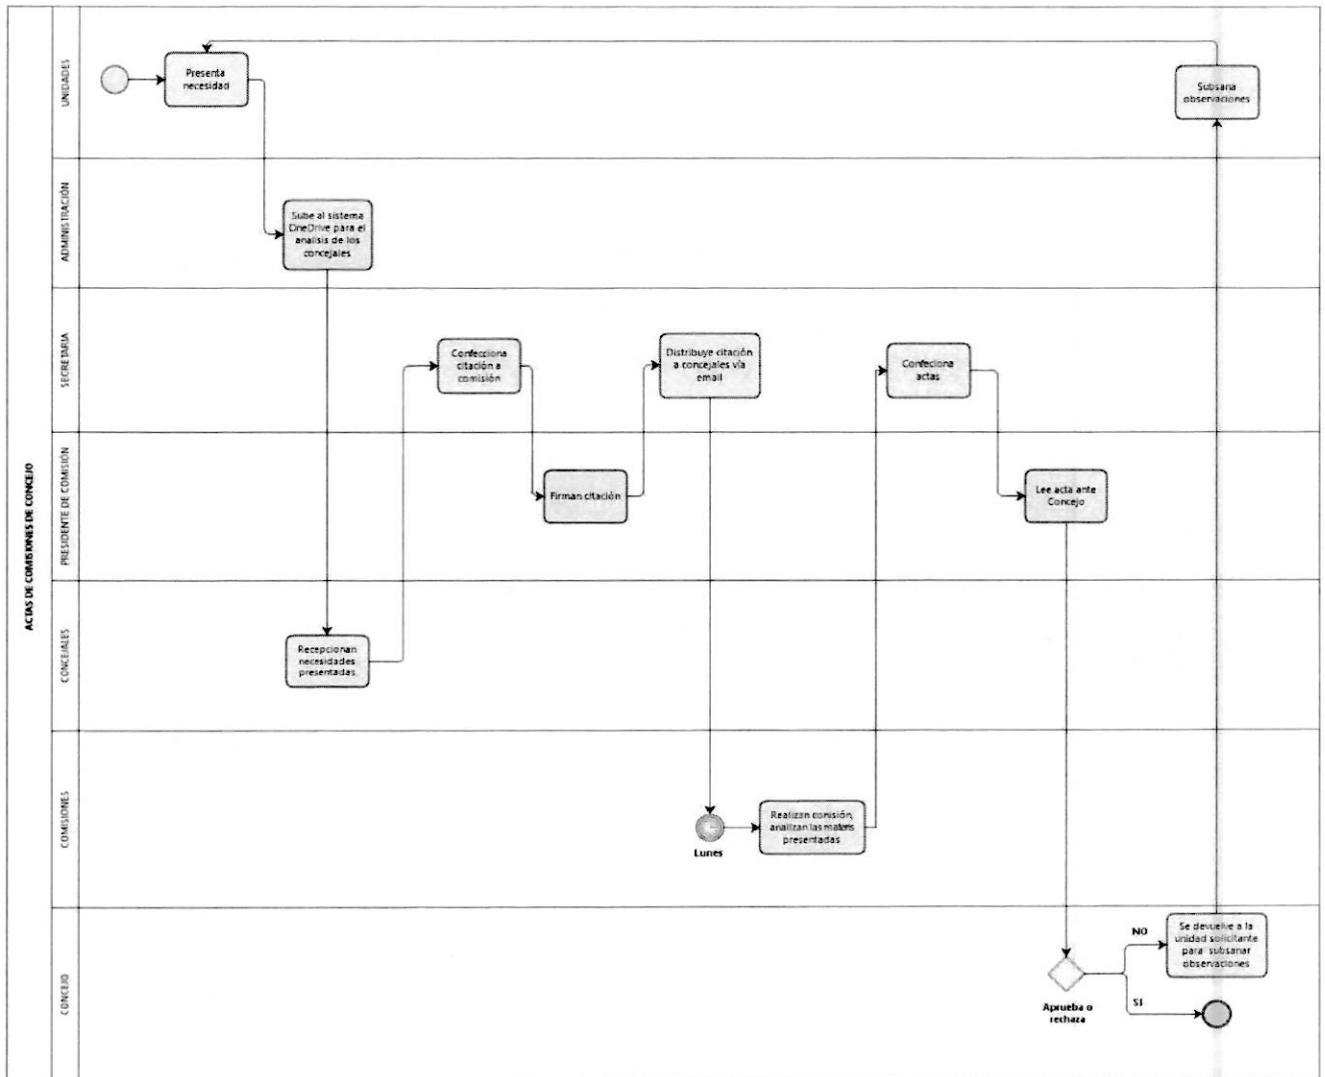 ACTAS DE COMISIONES DE CONCEJO
UNIDADES
Presenta
necesidad
Subsana
observaciones
ADMINISTRACIÓN
Sube al sistema
OneDrive para el
analisis de los
concejales
SECRETARIA
Confecciona
citación a
comisión
Distribuye citación
a concejales vía
email
Confeciona
actas
PRESIDENTE DE COMISIÓN
Firman citación
Lee acta ante
Concejo
CONCEJALES
Recepcionan
necesidades
presentadas
COMISIONES
Lunes
Realizan comisión,
analizan las materis
presentadas
CONCEJO
Aprueba o
rechaza
NO
Se devuelve a la
unidad solicitante
para subsanar
observaciones
SI